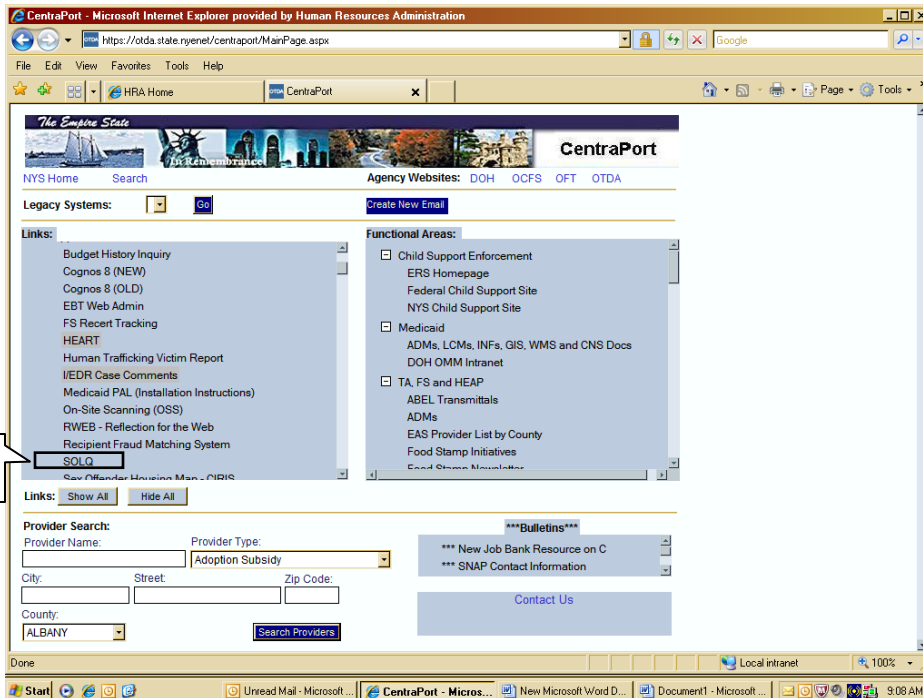 CentraPort - Microsoft Internet Explorer provided by Human Resources Administration
https://otda.state.nyenet/centraport/MainPage.aspx
Google
File Edit View Favorites Tools Help
HRA Home
CentraPort
Page
Tools
The Empire State
In Remembrance
CentraPort
NYS Home Search
Agency Websites: DOH OCFS OFT OTDA
Legacy Systems:
Go
Create New Email
Links:
Budget History Inquiry
Cognos 8 (NEW)
Cognos 8 (OLD)
EBT Web Admin
FS Recert Tracking
HEART
Human Trafficking Victim Report
I/EDR Case Comments
Medicaid PAL (Installation Instructions)
On-Site Scanning (OSS)
RWEB - Reflection for the Web
Recipient Fraud Matching System
SOLQ
Sex Offender Housing Map - CIRIS
Functional Areas:
Child Support Enforcement
ERS Homepage
Federal Child Support Site
NYS Child Support Site
Medicaid
ADMs, LCMs, INFs, GIS, WMS and CNS Docs
DOH OMM Intranet
TA, FS and HEAP
ABEL Transmittals
ADMs
EAS Provider List by County
Food Stamp Initiatives
Food Stamp Newsletter
Links: Show All Hide All
Provider Search:
Provider Name: Provider Type:
Adoption Subsidy
City: Street: Zip Code:
County:
ALBANY
Search Providers
***Bulletins***
*** New Job Bank Resource on C
*** SNAP Contact Information
Contact Us
Done
Local intranet
100%
Start
Unread Mail - Microsoft ...
CentraPort - Micros...
New Microsoft Word D...
Document1 - Microsoft ...
9:08 AM